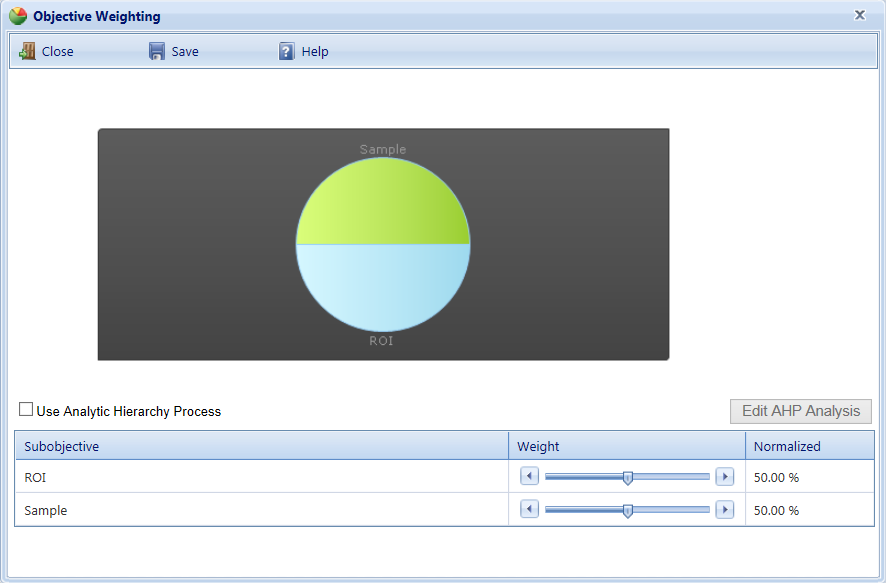 Objective Weighting
Close Save Help
Sample
ROI
Use Analytic Hierarchy Process Edit AHP Analysis
Subobjective Weight Normalized
ROI 50.00 %
Sample 50.00 %